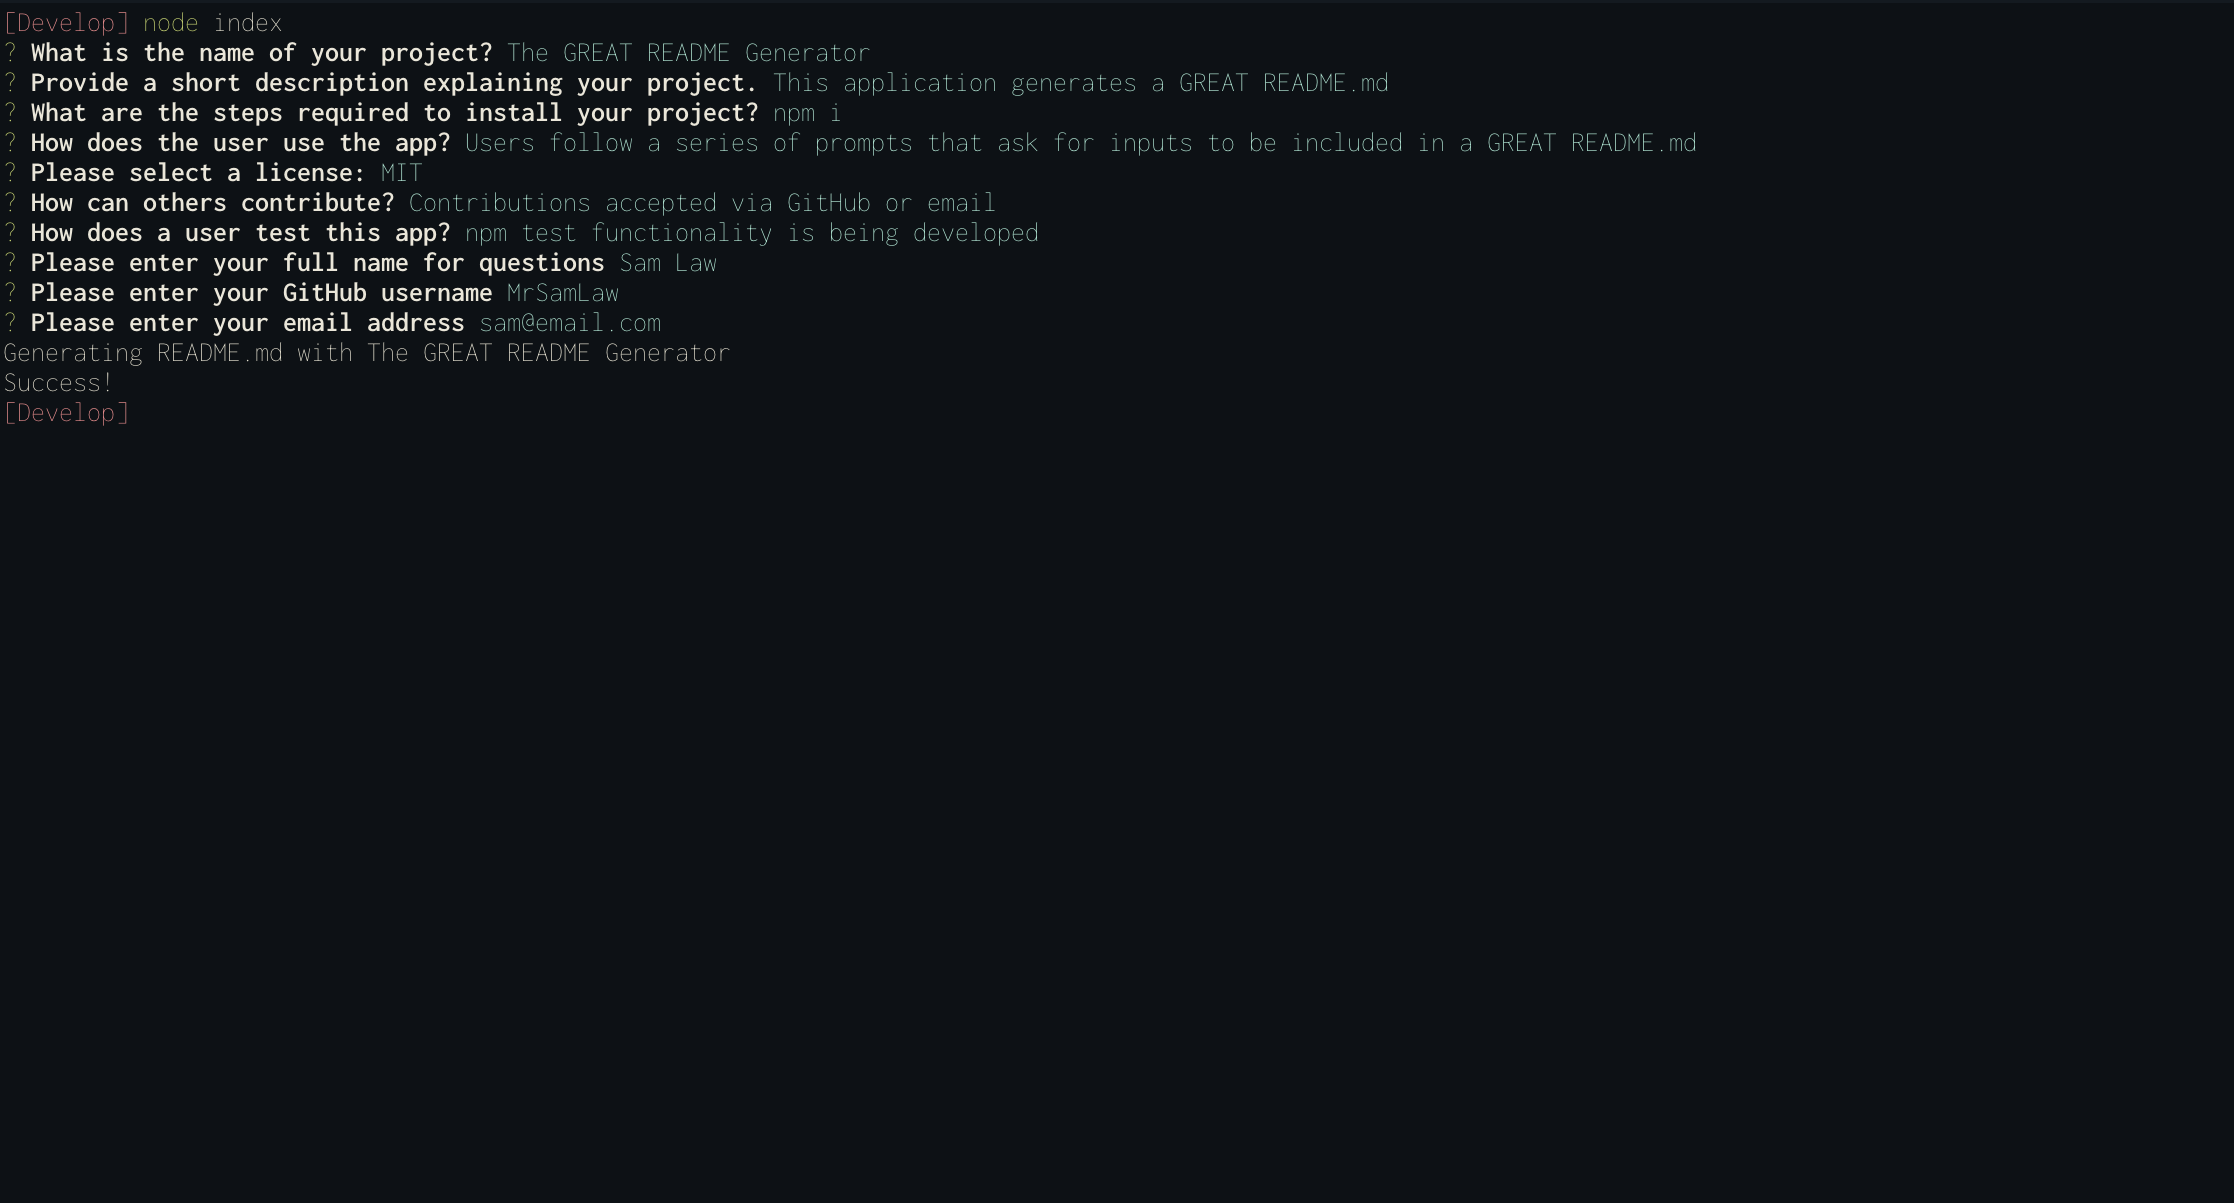 [Develop] node index
? What is the name of your project? The GREAT README Generator
? Provide a short description explaining your project. This application generates a GREAT README.md
? What are the steps required to install your project? npm i
? How does the user use the app? Users follow a series of prompts that ask for inputs to be included in a GREAT README.md
? Please select a license: MIT
? How can others contribute? Contributions accepted via GitHub or email
? How does a user test this app? npm test functionality is being developed
? Please enter your full name for questions Sam Law
? Please enter your GitHub username MrSamLaw
? Please enter your email address sam@email.com
Generating README.md with The GREAT README Generator
Success!
[Develop]